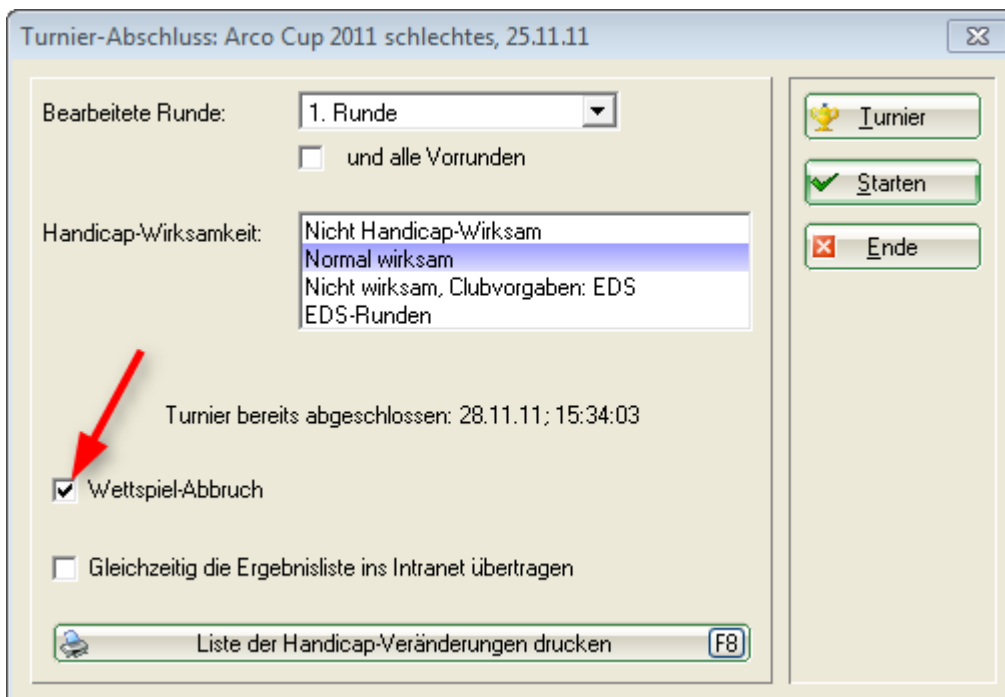 Turnier-Abschluss: Arco Cup 2011 schlechtes, 25.11.11
Bearbeitete Runde:
1. Runde
und alle Vorrunden
Handicap-Wirksamkeit:
Nicht Handicap-Wirksam
Normal wirksam
Nicht wirksam, Clubvorgaben: EDS
EDS-Runden
Turnier bereits abgeschlossen: 28.11.11; 15:34:03
Wettspiel-Abbruch
Gleichzeitig die Ergebnisliste ins Intranet übertragen
Liste der Handicap-Veränderungen drucken F8
Turnier
Starten
Ende